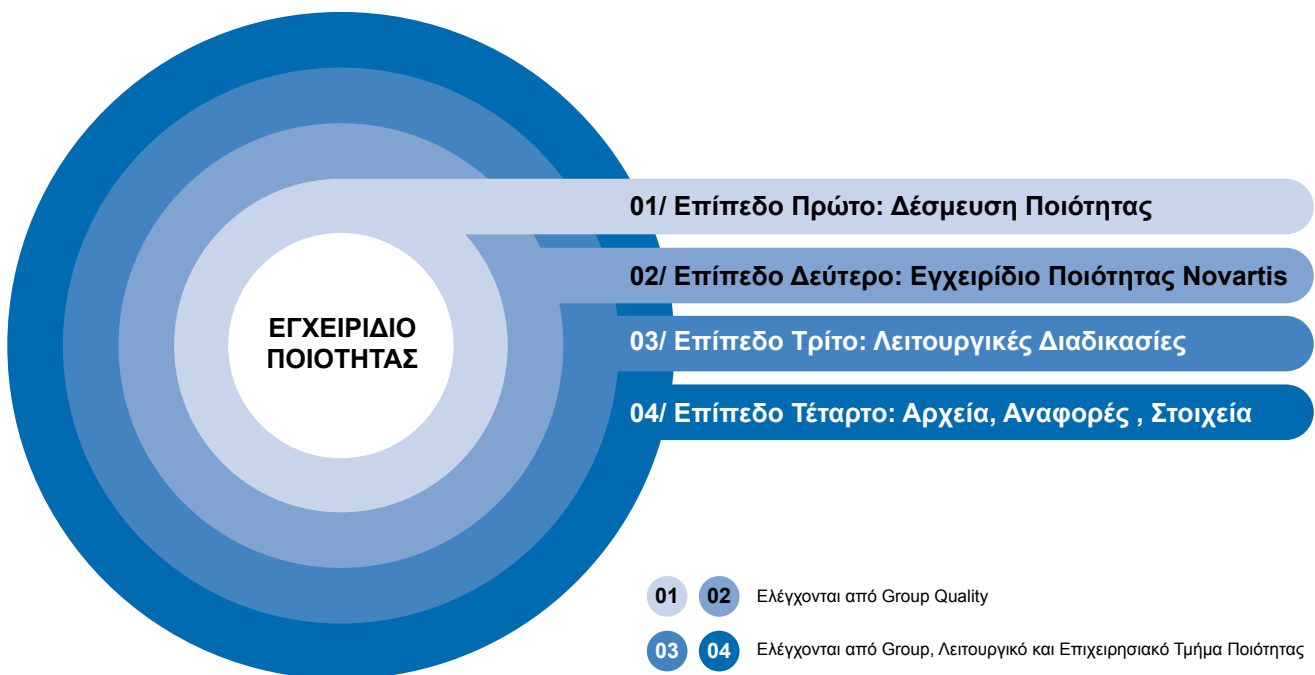 ΕΓΧΕΙΡΙΔΙΟ
ΠΟΙΟΤΗΤΑΣ
01/ Επίπεδο Πρώτο: Δέσμευση Ποιότητας
02/ Επίπεδο Δεύτερο: Εγχειρίδιο Ποιότητας Novartis
03/ Επίπεδο Τρίτο: Λειτουργικές Διαδικασίες
04/ Επίπεδο Τέταρτο: Αρχεία, Αναφορές , Στοιχεία
01 02 Ελέγχονται από Group Quality
03 04 Ελέγχονται από Group, Λειτουργικό και Επιχειρησιακό Τμήμα Ποιότητας